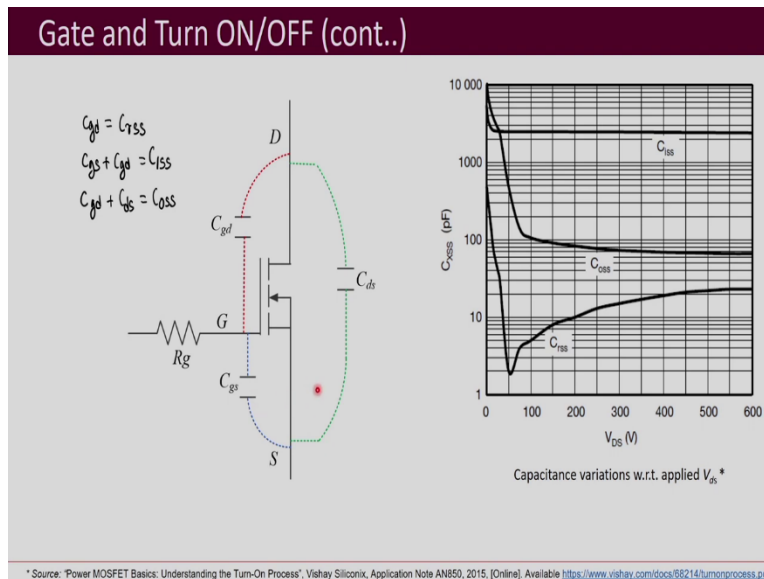 Gate and Turn ON/OFF (cont..)
Cgd = Crss
Cgs + Cgd = Ciss
Cgd + Cds = Coss
D
Cgd
Cds
G
Rg
Cgs
S
10 000
1000
100
10
1
CXSS (pF)
Ciss
Coss
Crss
0 100 200 300 400 500 600
VDS (V)
Capacitance variations w.r.t. applied Vds *
* Source: "Power MOSFET Basics: Understanding the Turn-On Process", Vishay Siliconix, Application Note AN850, 2015, [Online]. Available https://www.vishay.com/docs/68214/turnonprocess.p